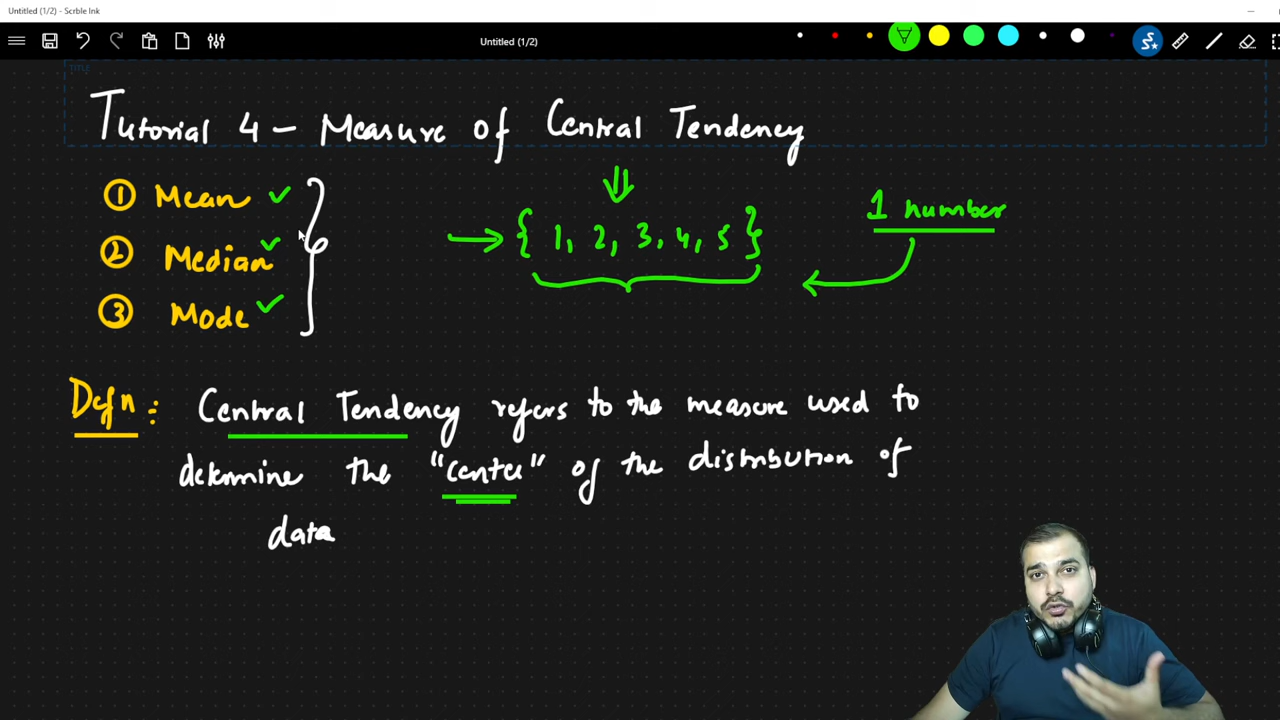 Untitled (1/2) - Scrble Ink
Untitled (1/2)
TITLE
Tutorial 4 - Measure of Central Tendency
① Mean ✓
② Median ✓
③ Mode ✓
→ { 1, 2, 3, 4, 5 }
1 number
Defn : Central Tendency refers to the measure used to
determine the "center" of the distribution of
data